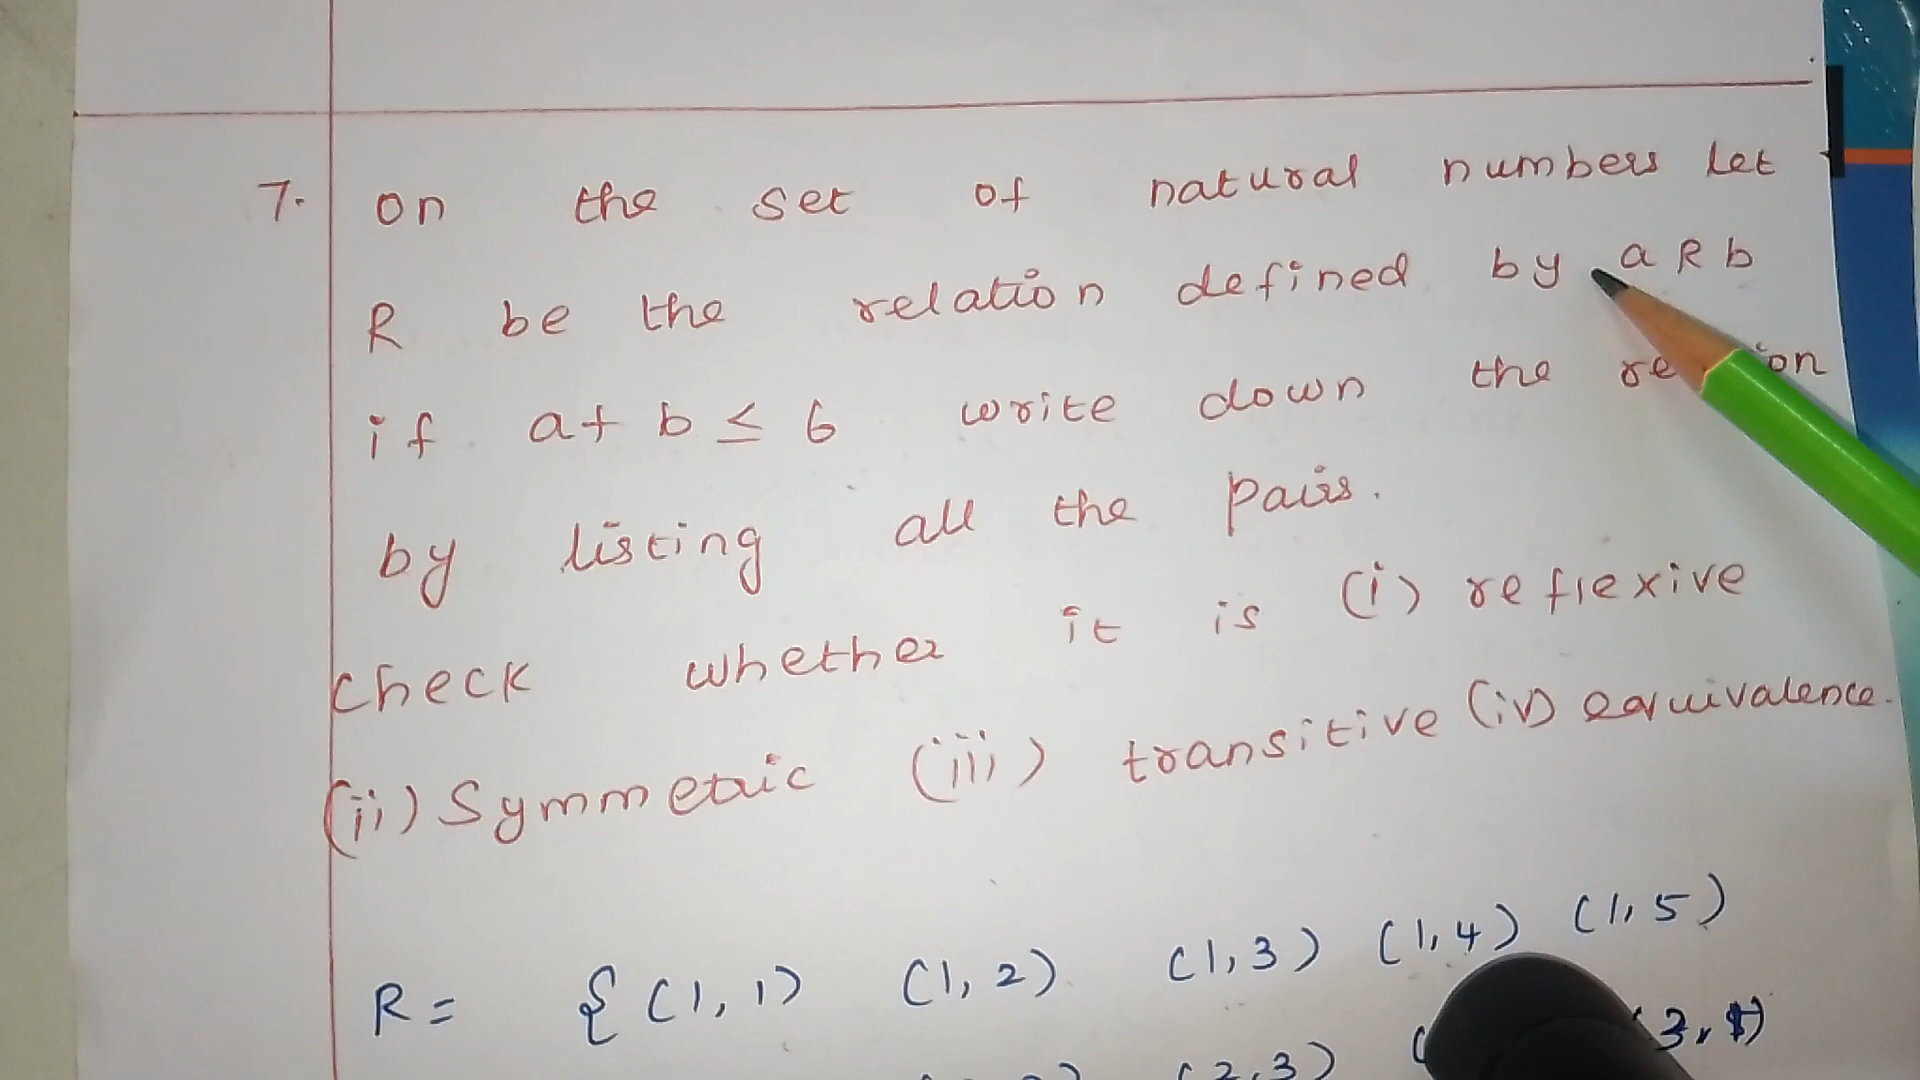 7. on the set of natural numbers let
R be the relation defined by a R b
if a+ b ≤ 6 write down the
by listing all the pairs.
check whether it is (i) reflexive
(ii) Symmetric (iii) transitive (iv) equivalence.
R = { (1,1) (1,2) (1,3) (1,4) (1,5)
(2,3)